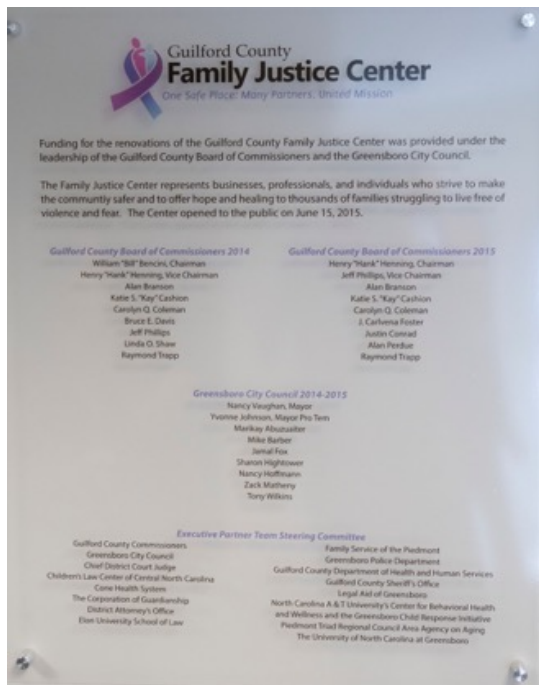 Guilford County
Family Justice Center
One Safe Place: Many Partners, United Mission
Funding for the renovations of the Guilford County Family Justice Center was provided under the
leadership of the Guilford County Board of Commissioners and the Greensboro City Council.
The Family Justice Center represents businesses, professionals, and individuals who strive to make
the communtiy safer and to offer hope and healing to thousands of families struggling to live free of
violence and fear. The Center opened to the public on June 15, 2015.
Guilford County Board of Commissioners 2014
William "Bill" Bencini, Chairman
Henry "Hank" Henning, Vice Chairman
Alan Branson
Katie S. "Kay" Cashion
Carolyn Q. Coleman
Bruce E. Davis
Jeff Phillips
Linda O. Shaw
Raymond Trapp
Guilford County Board of Commissioners 2015
Henry "Hank" Henning, Chairman
Jeff Phillips, Vice Chairman
Alan Branson
Katie S. "Kay" Cashion
Carolyn Q. Coleman
J. Carlvena Foster
Justin Conrad
Alan Perdue
Raymond Trapp
Greensboro City Council 2014-2015
Nancy Vaughan, Mayor
Yvonne Johnson, Mayor Pro Tem
Marikay Abuzuaiter
Mike Barber
Jamal Fox
Sharon Hightower
Nancy Hoffmann
Zack Matheny
Tony Wilkins
Executive Partner Team Steering Committee
Guilford County Commissioners
Greensboro City Council
Chief District Court Judge
Children's Law Center of Central North Carolina
Cone Health System
The Corporation of Guardianship
District Attorney's Office
Elon University School of Law
Family Service of the Piedmont
Greensboro Police Department
Guilford County Department of Health and Human Services
Guilford County Sheriff's Office
Legal Aid of Greensboro
North Carolina A & T University's Center for Behavioral Health
and Wellness and the Greensboro Child Response Initiative
Piedmont Triad Regional Council Area Agency on Aging
The University of North Carolina at Greensboro